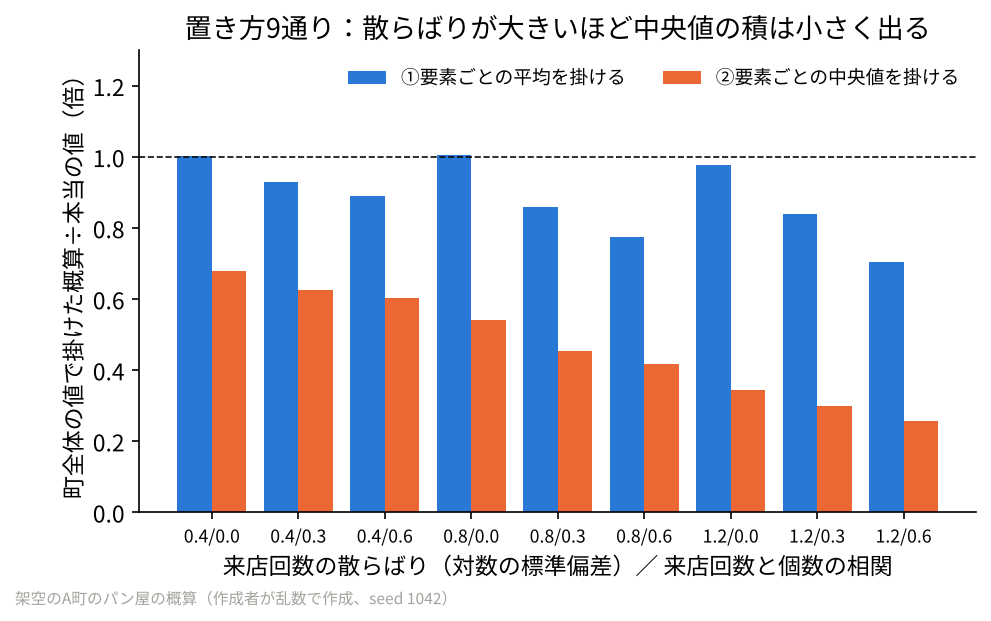 置き方9通り：散らばりが大きいほど中央値の積は小さく出る
①要素ごとの平均を掛ける
②要素ごとの中央値を掛ける
町全体の値で掛けた概算÷本当の値（倍）
1.2
1.0
0.8
0.6
0.4
0.2
0.0
0.4/0.0 0.4/0.3 0.4/0.6 0.8/0.0 0.8/0.3 0.8/0.6 1.2/0.0 1.2/0.3 1.2/0.6
来店回数の散らばり（対数の標準偏差）／ 来店回数と個数の相関
架空のA町のパン屋の概算（作成者が乱数で作成、seed 1042）